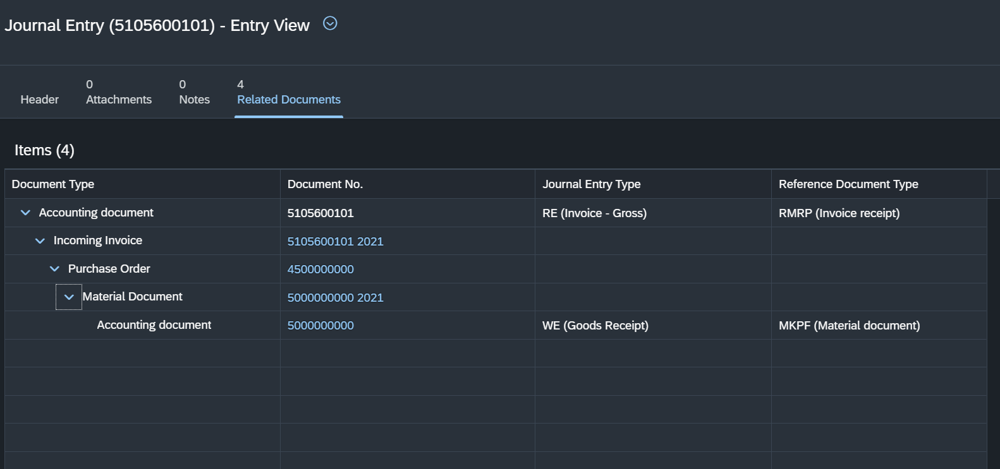 Journal Entry (5105600101) - Entry View
Header
0
Attachments
0
Notes
4
Related Documents
Items (4)
Document Type Document No. Journal Entry Type Reference Document Type
Accounting document 5105600101 RE (Invoice - Gross) RMRP (Invoice receipt)
Incoming Invoice 5105600101 2021
Purchase Order 4500000000
Material Document 5000000000 2021
Accounting document 5000000000 WE (Goods Receipt) MKPF (Material document)